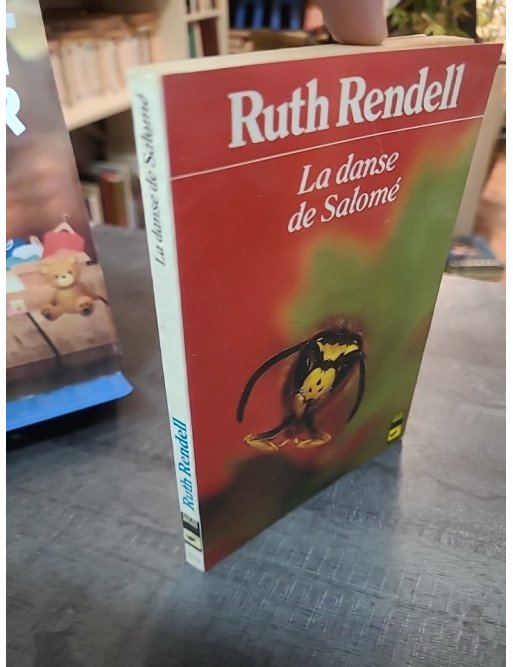 Ruth Rendell
La danse
de Salomé
La danse de Salomé
Ruth Rendell